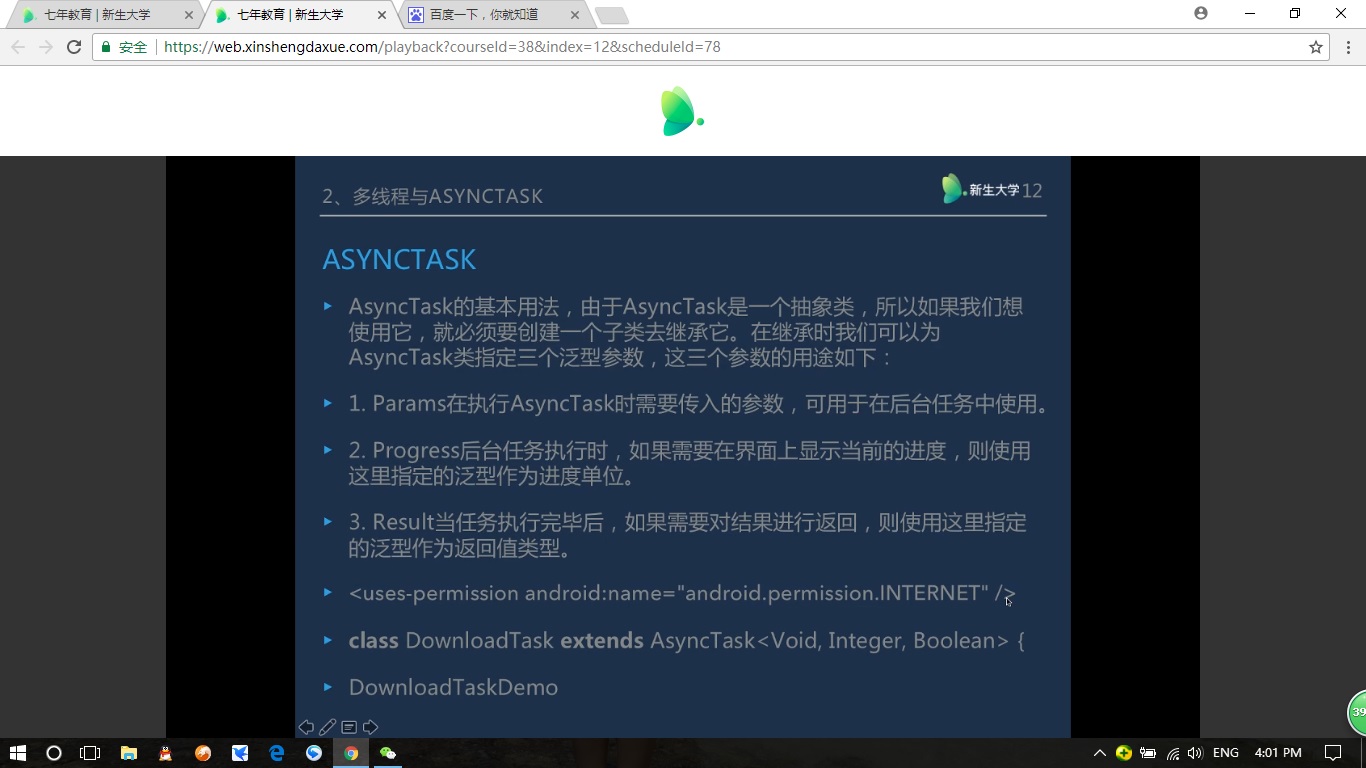 七年教育 | 新生大学
七年教育 | 新生大学
百度一下，你就知道
安全
https://web.xinshengdaxue.com/playback?courseId=38&index=12&scheduleId=78
2、多线程与ASYNCTASK
新生大学 12
ASYNCTASK
AsyncTask的基本用法，由于AsyncTask是一个抽象类，所以如果我们想
使用它，就必须要创建一个子类去继承它。在继承时我们可以为
AsyncTask类指定三个泛型参数，这三个参数的用途如下：
1. Params在执行AsyncTask时需要传入的参数，可用于在后台任务中使用。
2. Progress后台任务执行时，如果需要在界面上显示当前的进度，则使用
这里指定的泛型作为进度单位。
3. Result当任务执行完毕后，如果需要对结果进行返回，则使用这里指定
的泛型作为返回值类型。
<uses-permission android:name="android.permission.INTERNET" />
class DownloadTask extends AsyncTask<Void, Integer, Boolean> {
DownloadTaskDemo
39
ENG
4:01 PM